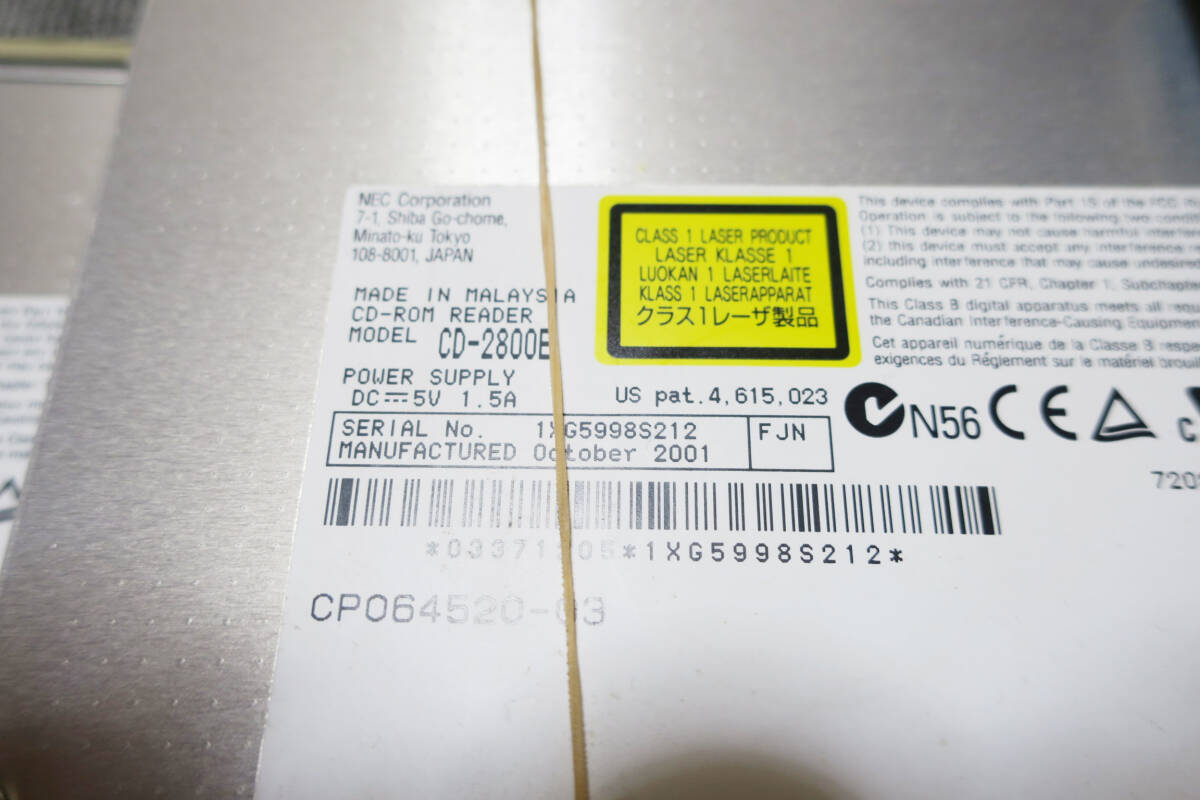 NEC Corporation
7-1, Shiba Go-chome,
Minato-ku Tokyo
108-8001, JAPAN
MADE IN MALAYSIA
CD-ROM READER
MODEL CD-2800E
POWER SUPPLY
DC 5V 1.5A
CLASS 1 LASER PRODUCT
LASER KLASSE 1
LUOKAN 1 LASERLAITE
KLASS 1 LASERAPPARAT
クラス1レーザ製品
US pat.4,615,023
This device complies with Part 15 of the FCC
Operation is subject to the following two
(1) This device may not cause harmful
(2) this device must accept any interference
including interference that may cause undesired
Complies with 21 CFR, Chapter 1,
This Class B digital apparatus meets all
the Canadian Interference-Causing
Cet appareil numérique de la Classe B
exigences du Règlement sur le matériel
N56 CE
SERIAL No. 1XG5998S212
MANUFACTURED October 2001
FJN
*1XG5998S212*
CP064520-03